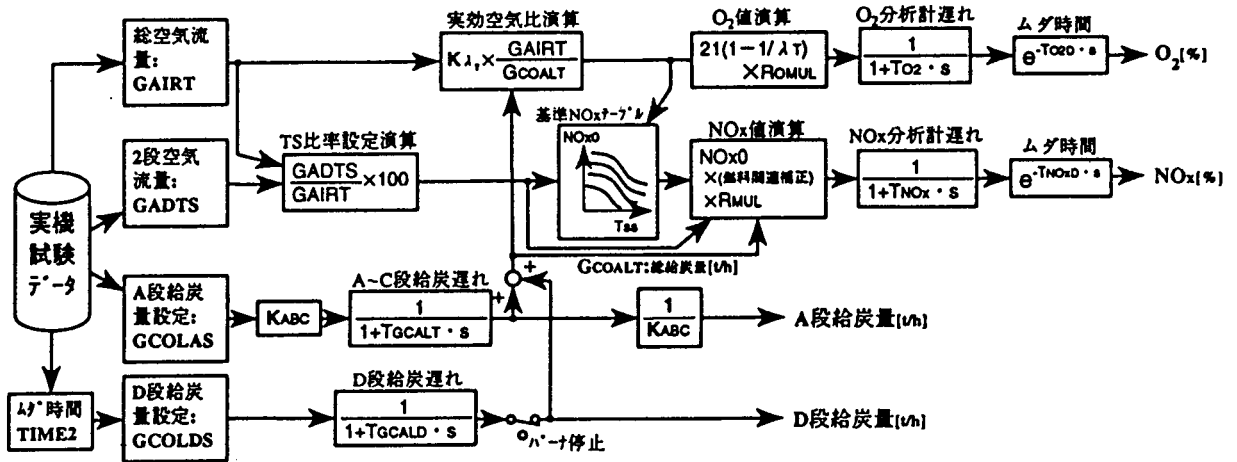 実機
試験
データ
ムダ時間
TIME2
総空気流
量:
GAIRT
2段空気
流量:
GADTS
A段給炭
量設定:
GCOLAS
D段給炭
量設定:
GCOLDS
TS比率設定演算
GADTS
GAIRT
×100
実効空気比演算
Kλτ×
GAIRT
GCOALT
基準NOxテーブル
NOx0
Tss
O₂値演算
21(1-1/λT)
×ROMUL
O₂分析計遅れ
1
1+TO2・s
ムダ時間
e-TO2D・s
O₂[%]
NOx値演算
NOx0
×(燃料関連補正)
×RMUL
NOx分析計遅れ
1
1+TNOx・s
ムダ時間
e-TNOxD・s
NOx[%]
GCOALT:総給炭量[t/h]
+
+
KABC
A~C段給炭遅れ
1
1+TGCALT・s
1
KABC
A段給炭量[t/h]
D段給炭遅れ
1
1+TGCALD・s
バーナ停止
D段給炭量[t/h]